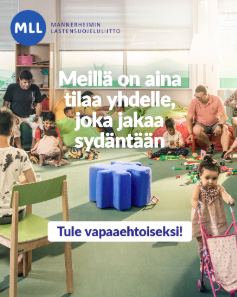 MLL
MANNERHEIMIN
LASTENSUOJELULIITTO
Meillä on aina
tilaa yhdelle,
joka jakaa
sydäntään
Tule vapaaehtoiseksi!